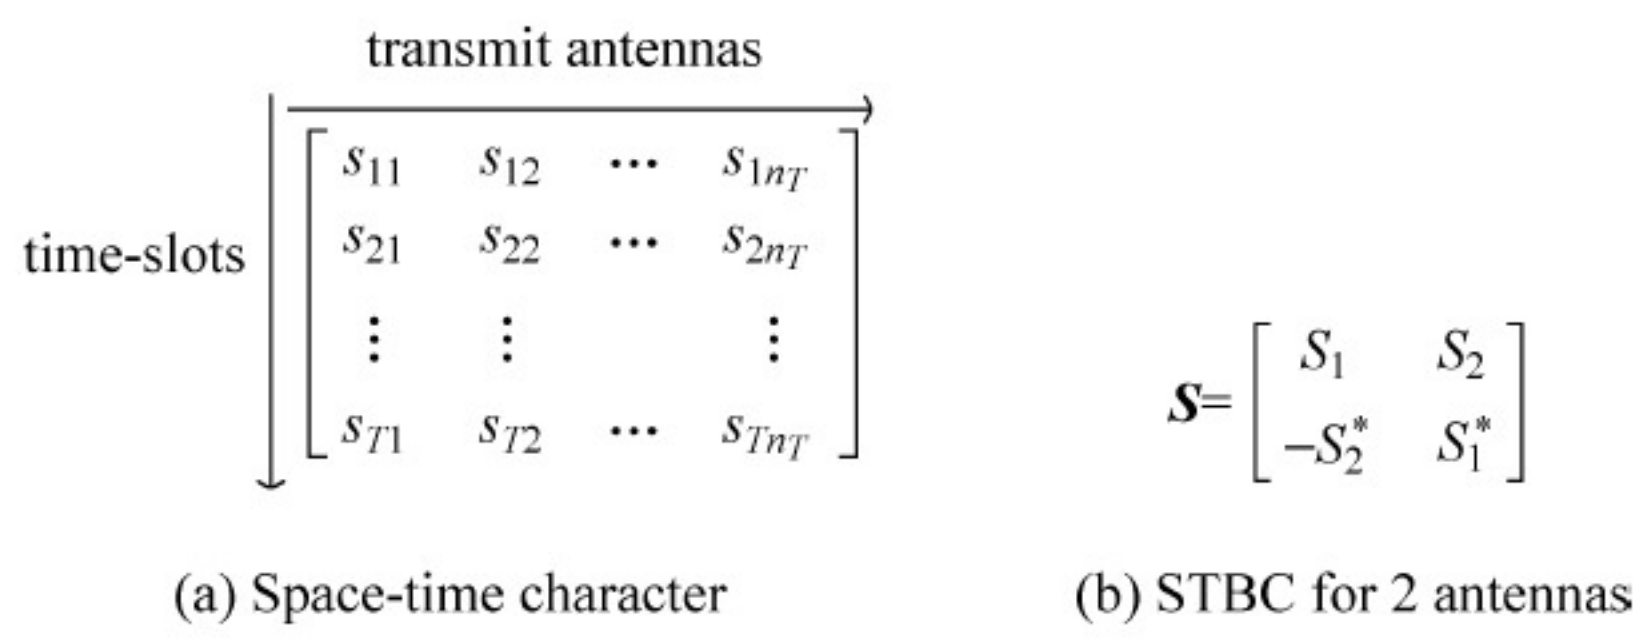 transmit antennas
time-slots
s11 s12 ⋯ s1nT
s21 s22 ⋯ s2nT
⋮ ⋮ ⋮
sT1 sT2 ⋯ sTnT
S= S1 S2
−S2* S1*
(a) Space-time character
(b) STBC for 2 antennas